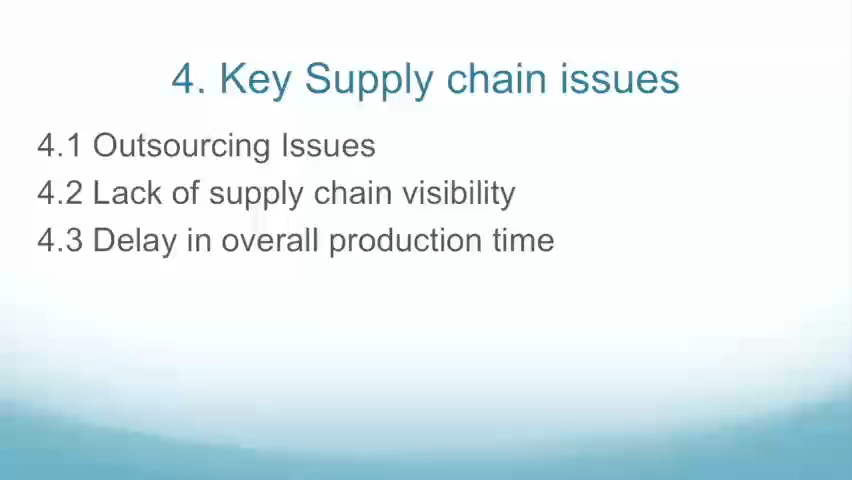 4. Key Supply chain issues
4.1 Outsourcing Issues
4.2 Lack of supply chain visibility
4.3 Delay in overall production time